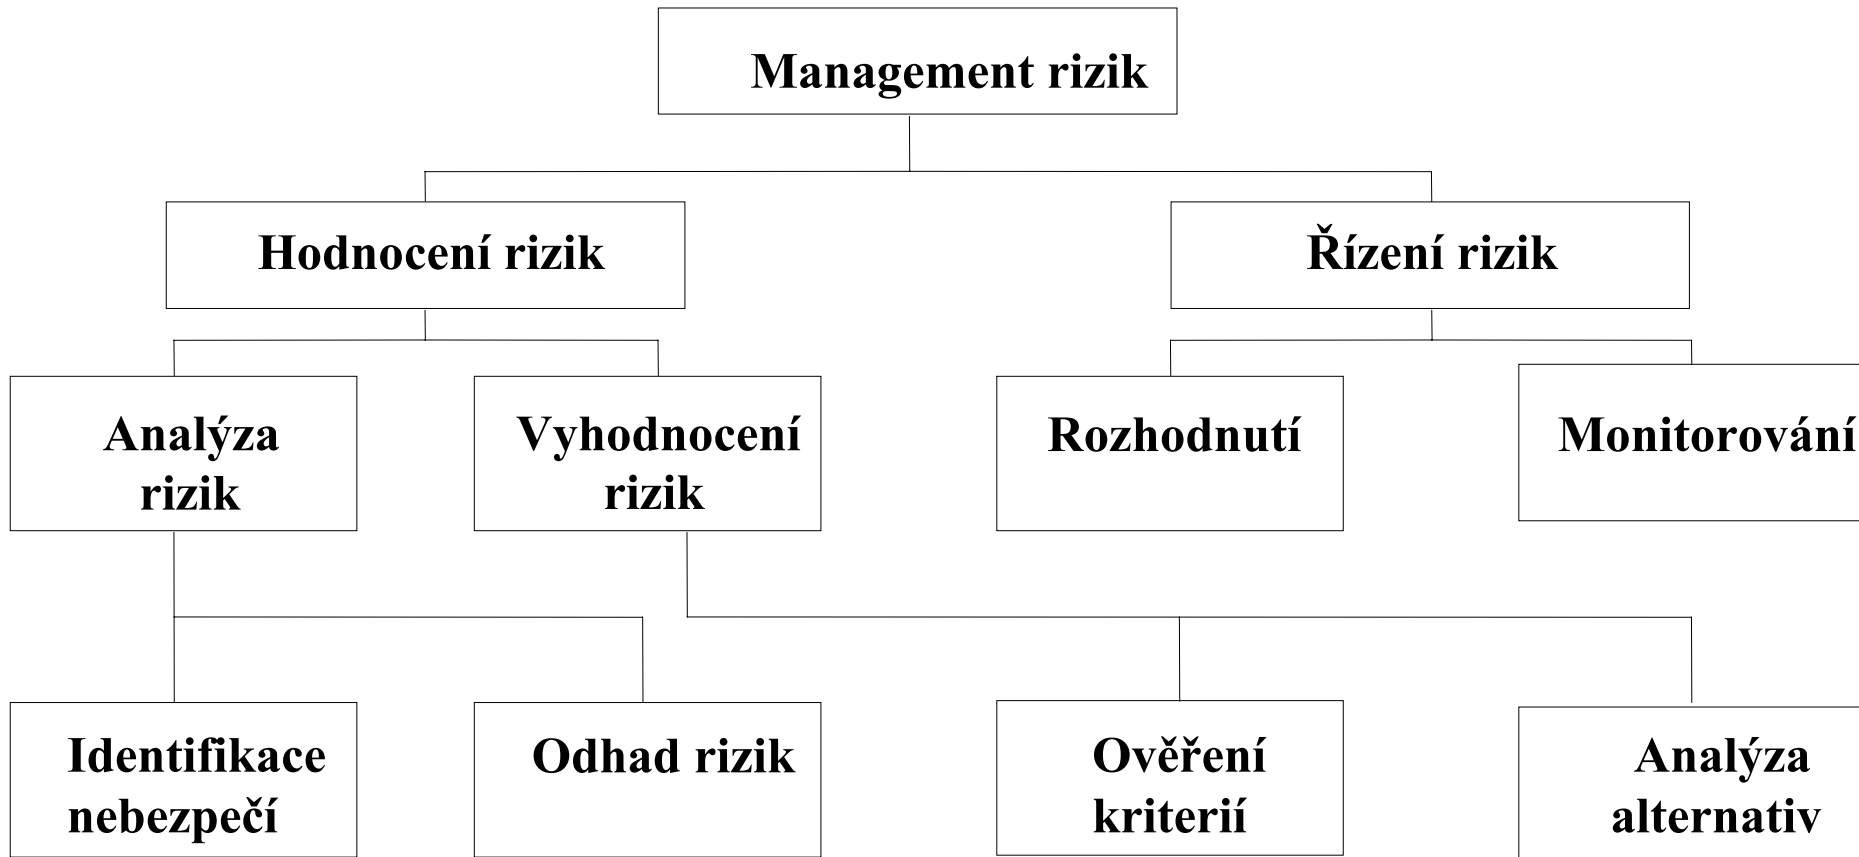 Management rizik
Hodnocení rizik
Řízení rizik
Analýza
rizik
Vyhodnocení
rizik
Rozhodnutí
Monitorování
Identifikace
nebezpečí
Odhad rizik
Ověření
kriterií
Analýza
alternativ